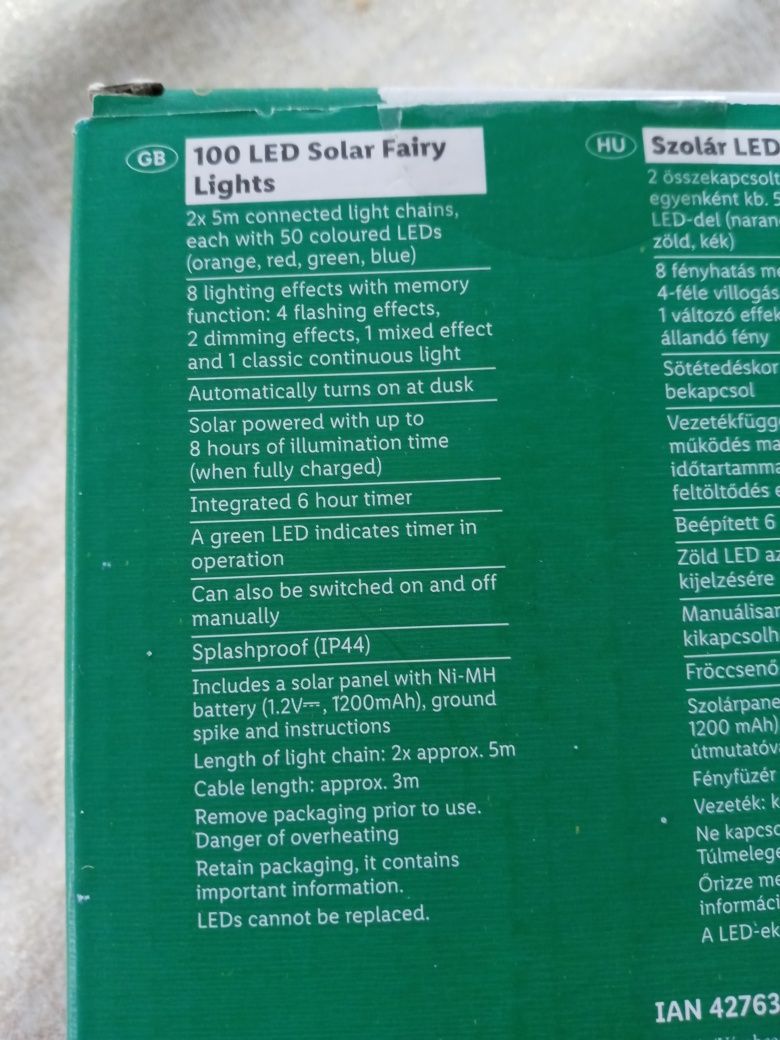 GB
100 LED Solar Fairy
Lights
2x 5m connected light chains,
each with 50 coloured LEDs
(orange, red, green, blue)
8 lighting effects with memory
function: 4 flashing effects,
2 dimming effects, 1 mixed effect
and 1 classic continuous light
Automatically turns on at dusk
Solar powered with up to
8 hours of illumination time
(when fully charged)
Integrated 6 hour timer
A green LED indicates timer in
operation
Can also be switched on and off
manually
Splashproof (IP44)
Includes a solar panel with Ni-MH
battery (1.2V⎓, 1200mAh), ground
spike and instructions
Length of light chain: 2x approx. 5m
Cable length: approx. 3m
Remove packaging prior to use.
Danger of overheating
Retain packaging, it contains
important information.
LEDs cannot be replaced.
HU
Szolár LED
2 összekapcsolt
egyenként kb. 5
LED-del (naran
zöld, kék)
8 fényhatás me
4-féle villogás
1 változó effek
állandó fény
Sötétedéskor
bekapcsol
Vezetékfügg
működés ma
időtartamma
feltöltődés e
Beépített 6
Zöld LED az
kijelzésére
Manuálisan
kikapcsolh
Fröccsenő
Szolárpane
1200 mAh)
útmutatóv
Fényfüzér
Vezeték: k
Ne kapcso
Túlmelege
Őrizze me
informáci
A LED-ek
IAN 42763